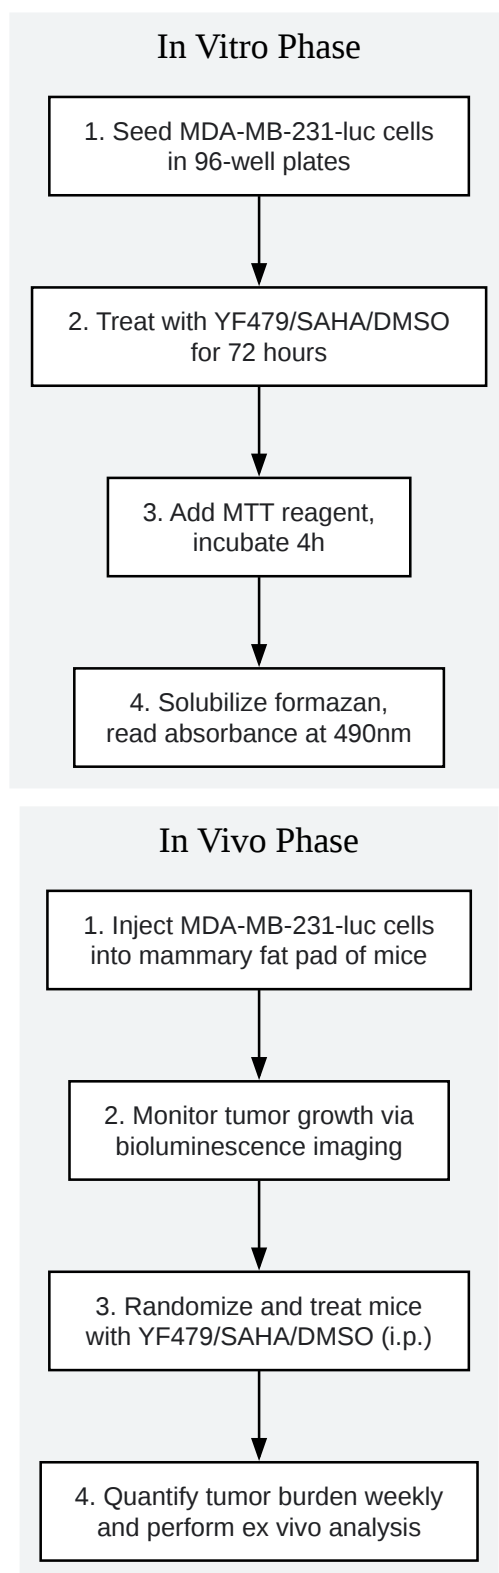 In Vitro Phase
1. Seed MDA-MB-231-luc cells
in 96-well plates
2. Treat with YF479/SAHA/DMSO
for 72 hours
3. Add MTT reagent,
incubate 4h
4. Solubilize formazan,
read absorbance at 490nm
In Vivo Phase
1. Inject MDA-MB-231-luc cells
into mammary fat pad of mice
2. Monitor tumor growth via
bioluminescence imaging
3. Randomize and treat mice
with YF479/SAHA/DMSO (i.p.)
4. Quantify tumor burden weekly
and perform ex vivo analysis